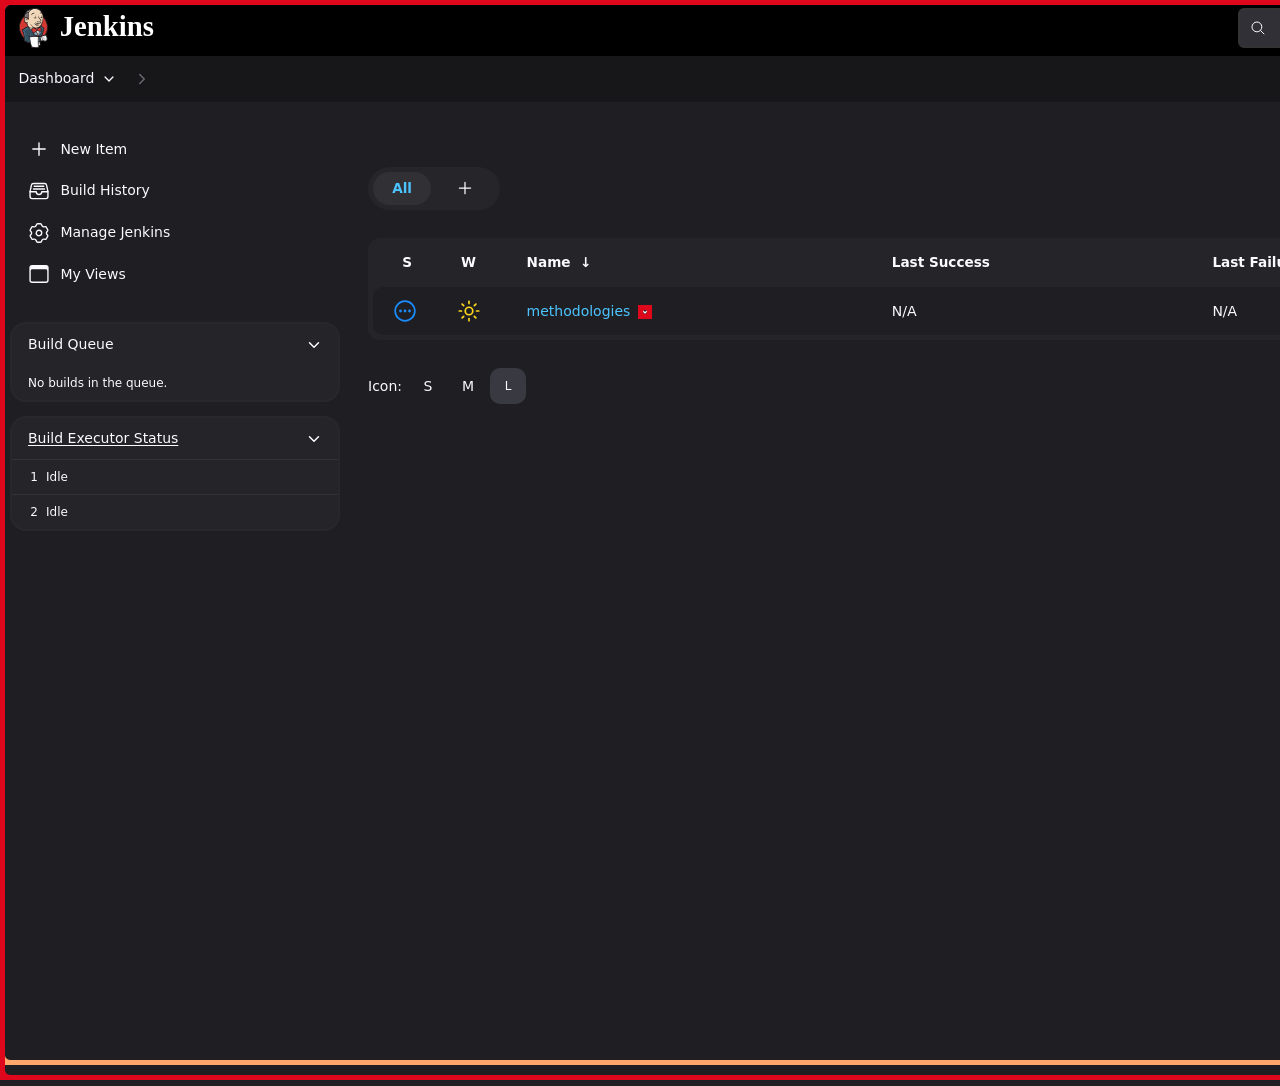 Jenkins
Dashboard
New Item
Build History
Manage Jenkins
My Views
Build Queue
No builds in the queue.
Build Executor Status
1 Idle
2 Idle
All
S W Name ↓ Last Success Last Failu
methodologies N/A N/A
Icon: S M L